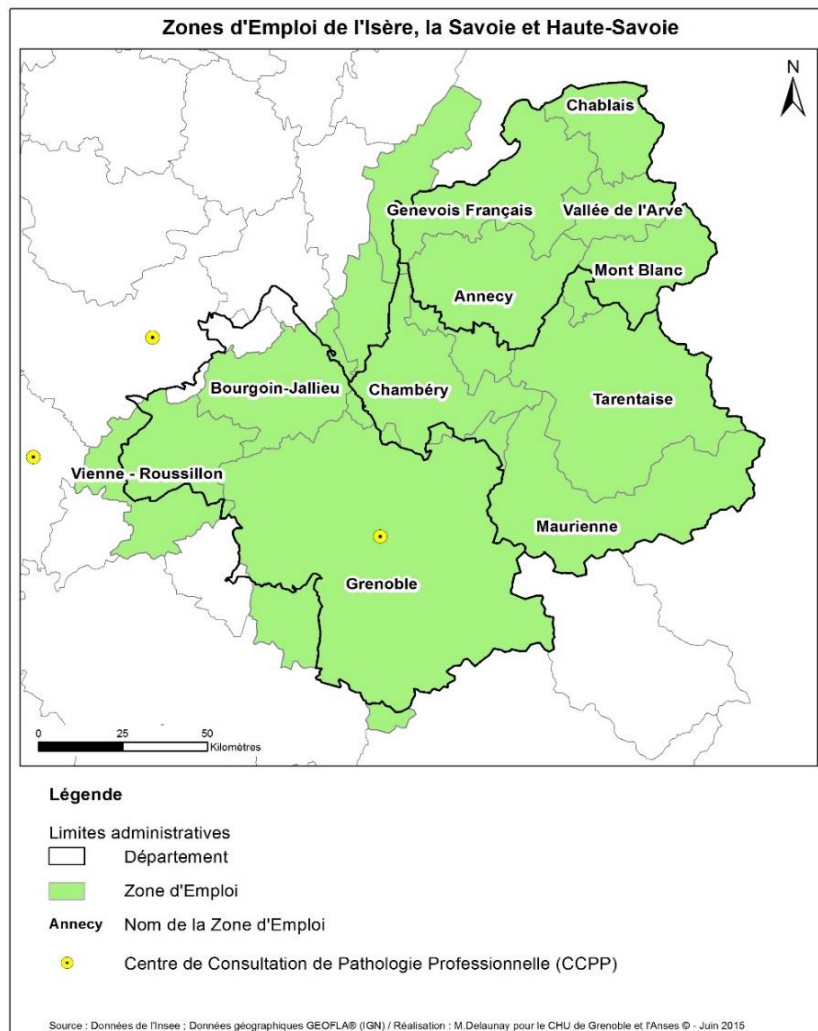 Zones d'Emploi de l'Isère, la Savoie et Haute-Savoie
N
Chablais
Genevois Français
Vallée de l'Arve
Mont Blanc
Annecy
Bourgoin-Jallieu
Chambéry
Tarentaise
Vienne - Roussillon
Maurienne
Grenoble
0 25 50
Kilomètres
Légende
Limites administratives
Département
Zone d'Emploi
Annecy Nom de la Zone d'Emploi
Centre de Consultation de Pathologie Professionnelle (CCPP)
Source : Données de l'Insee ; Données géographiques GEOFLA® (IGN) / Réalisation : M.Delaunay pour le CHU de Grenoble et l'Anses © - Juin 2015